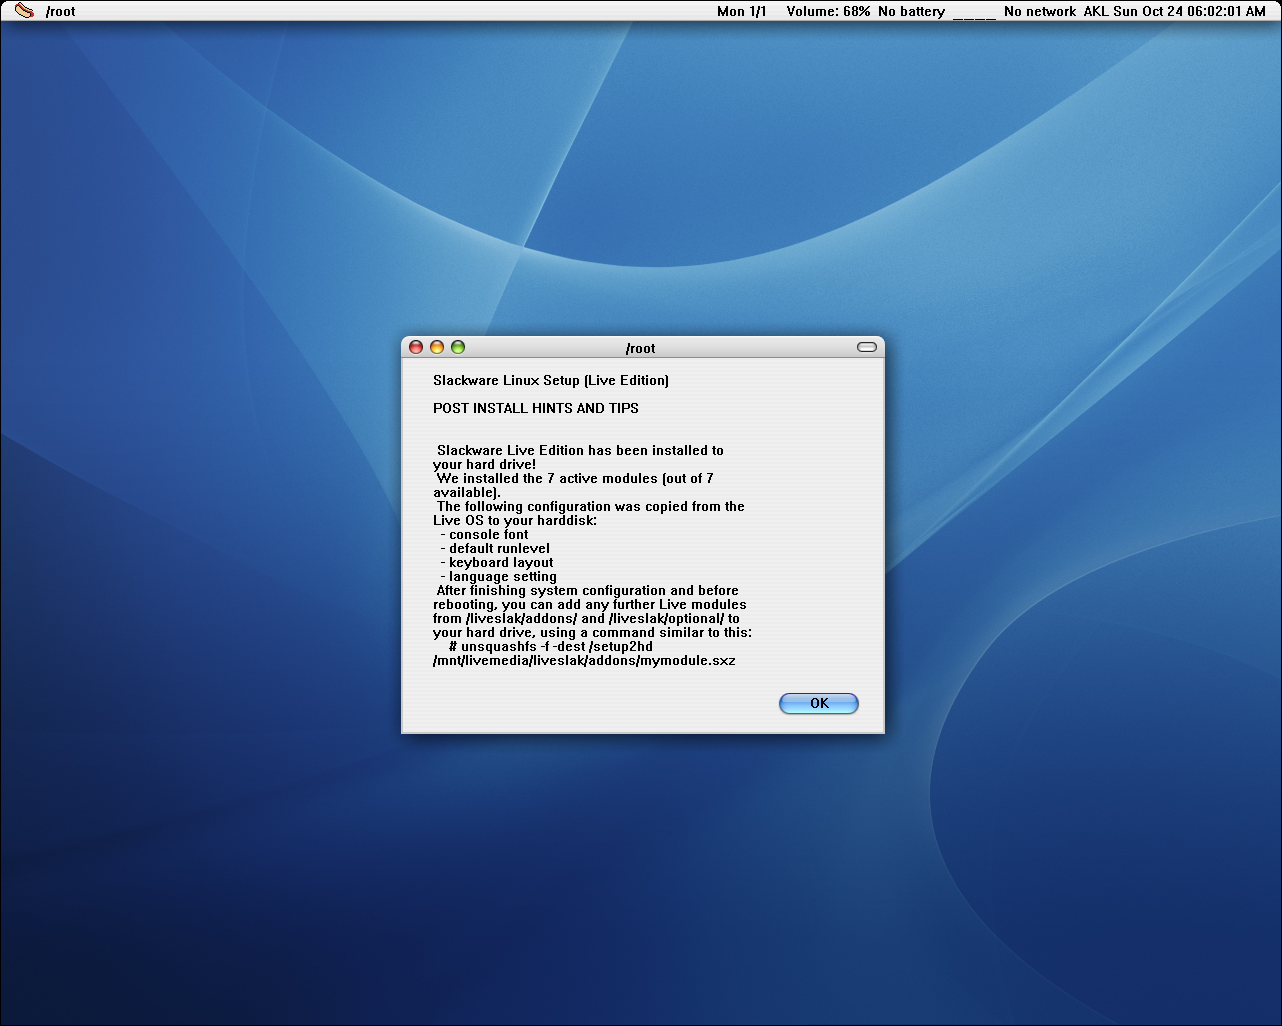 /root
Mon 1/1 Volume: 68% No battery ____ No network AKL Sun Oct 24 06:02:01 AM
/root
Slackware Linux Setup (Live Edition)
POST INSTALL HINTS AND TIPS
Slackware Live Edition has been installed to
your hard drive!
We installed the 7 active modules (out of 7
available).
The following configuration was copied from the
Live OS to your harddisk:
- console font
- default runlevel
- keyboard layout
- language setting
After finishing system configuration and before
rebooting, you can add any further Live modules
from /liveslak/addons/ and /liveslak/optional/ to
your hard drive, using a command similar to this:
# unsquashfs -f -dest /setup2hd
/mnt/livemedia/liveslak/addons/mymodule.sxz
OK